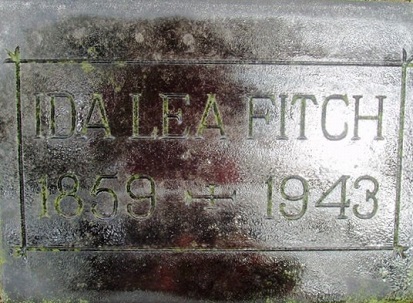 IDA LEA FITCH
1859 + 1943